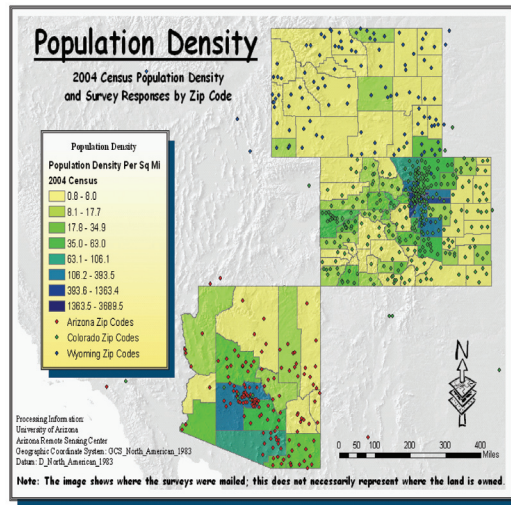 Population Density
2004 Census Population Density
and Survey Responses by Zip Code
Population Density
Population Density Per Sq Mi
2004 Census
0.8 - 8.0
8.1 - 17.7
17.8 - 34.9
35.0 - 63.0
63.1 - 106.1
106.2 - 393.5
393.6 - 1363.4
1363.5 - 3689.5
Arizona Zip Codes
Colorado Zip Codes
Wyoming Zip Codes
N
Processing Information:
University of Arizona
Arizona Remote Sensing Center
Geographic Coordinate System: GCS_North_American_1983
Datum: D_North_American_1983
0 50 100 200 300 400
Miles
Note: The image shows where the surveys were mailed; this does not necessarily represent where the land is owned.